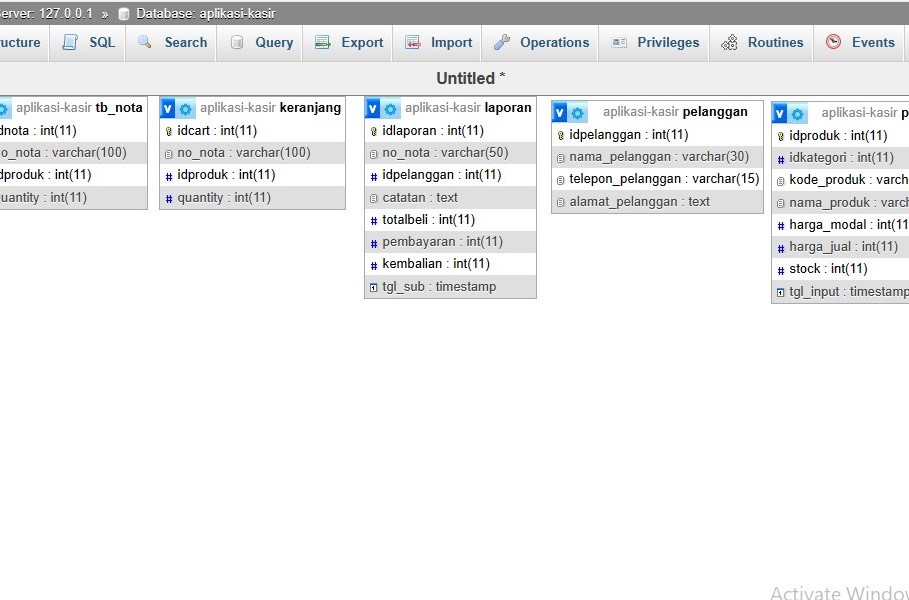 Server: 127.0.0.1 » Database: aplikasi-kasir
ructure SQL Search Query Export Import Operations Privileges Routines Events
Untitled *
aplikasi-kasir tb_nota
dnota : int(11)
o_nota : varchar(100)
dproduk : int(11)
uantity : int(11)
aplikasi-kasir keranjang
idcart : int(11)
no_nota : varchar(100)
idproduk : int(11)
quantity : int(11)
aplikasi-kasir laporan
idlaporan : int(11)
no_nota : varchar(50)
idpelanggan : int(11)
catatan : text
totalbeli : int(11)
pembayaran : int(11)
kembalian : int(11)
tgl_sub : timestamp
aplikasi-kasir pelanggan
idpelanggan : int(11)
nama_pelanggan : varchar(30)
telepon_pelanggan : varchar(15)
alamat_pelanggan : text
aplikasi-kasir p
idproduk : int(11)
idkategori : int(11)
kode_produk : varch
nama_produk : varch
harga_modal : int(11
harga_jual : int(11)
stock : int(11)
tgl_input : timestamp
Activate Window